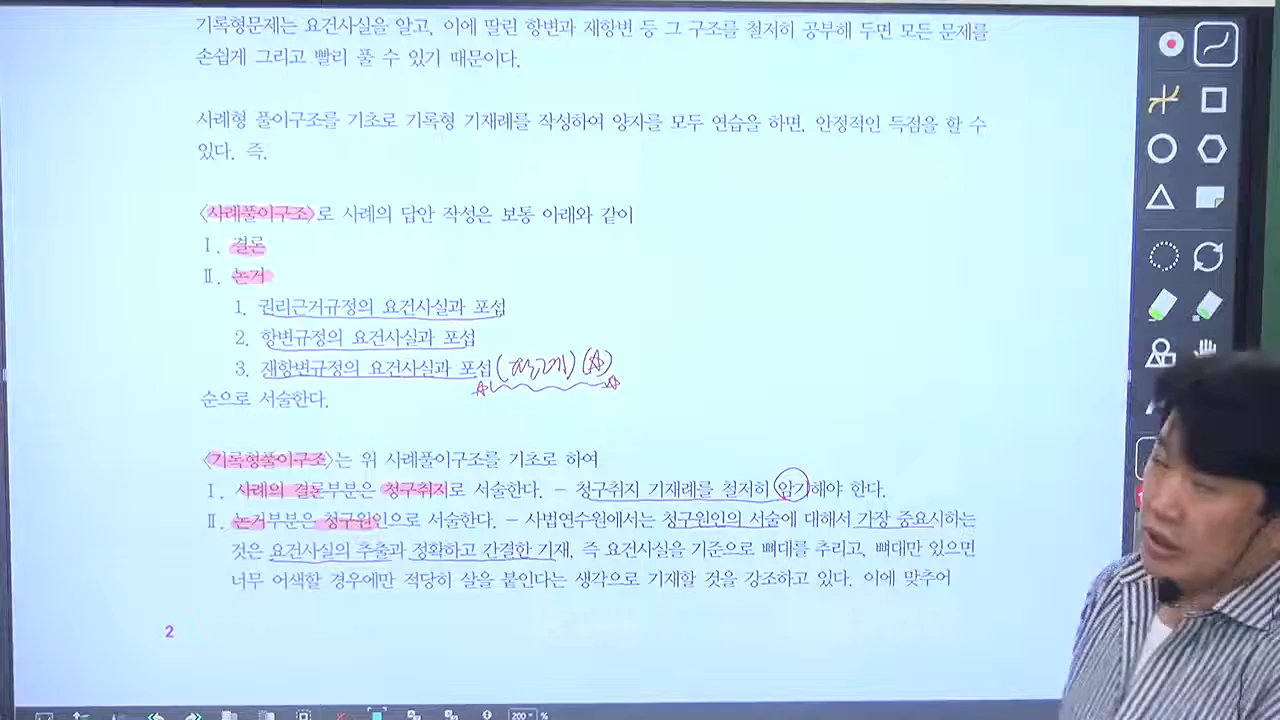 기록형문제는 요건사실을 알고, 이에 딸린 항변과 재항변 등 그 구조를 철저히 공부해 두면 모든 문제를
손쉽게 그리고 빨리 풀 수 있기 때문이다.
사례형 풀이구조를 기초로 기록형 기재례를 작성하여 양자를 모두 연습을 하면, 안정적인 득점을 할 수
있다. 즉,
〈사례풀이구조〉로 사례의 답안 작성은 보통 아래와 같이
Ⅰ. 결론
Ⅱ. 논거
1. 권리근거규정의 요건사실과 포섭
2. 항변규정의 요건사실과 포섭
3. 재항변규정의 요건사실과 포섭
순으로 서술한다.
〈기록형풀이구조〉는 위 사례풀이구조를 기초로 하여
Ⅰ. 사례의 결론부분은 청구취지로 서술한다. - 청구취지 기재례를 철저히 암기해야 한다.
Ⅱ. 논거부분은 청구원인으로 서술한다. - 사법연수원에서는 청구원인의 서술에 대해서 가장 중요시하는
것은 요건사실의 추출과 정확하고 간결한 기재, 즉 요건사실을 기준으로 뼈대를 추리고, 뼈대만 있으면
너무 어색할 경우에만 적당히 살을 붙인다는 생각으로 기재할 것을 강조하고 있다. 이에 맞추어
2
200 %